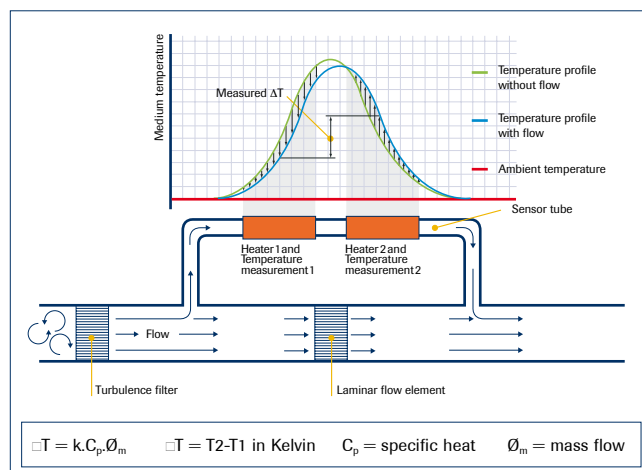 Medium temperature
Measured ΔT
Temperature profile
without flow
Temperature profile
with flow
Ambient temperature
Sensor tube
Heater 1 and
Temperature
measurement 1
Heater 2 and
Temperature
measurement 2
Flow
Turbulence filter
Laminar flow element
□T = k.Cp.Øm □T = T2-T1 in Kelvin Cp = specific heat Øm = mass flow